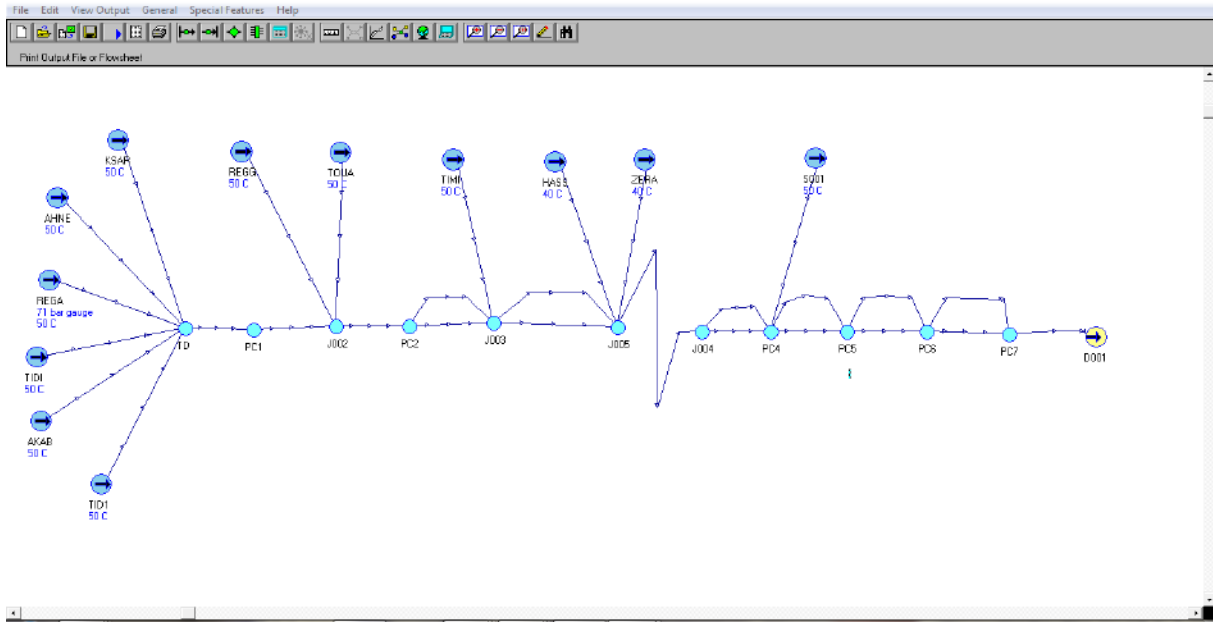 File Edit View Output General Special Features Help
Print Output File or Flowsheet
KSAR
50 C
REGG
50 C
TOUA
50 C
TIMI
50 C
HASS
40 C
ZERA
40 C
S001
50 C
AHNE
50 C
REGA
71 bar gauge
50 C
TIDI
50 C
AKAB
50 C
TID1
50 C
TD
PC1
J002
PC2
J003
J005
J004
PC4
PC5
PC6
PC7
D001